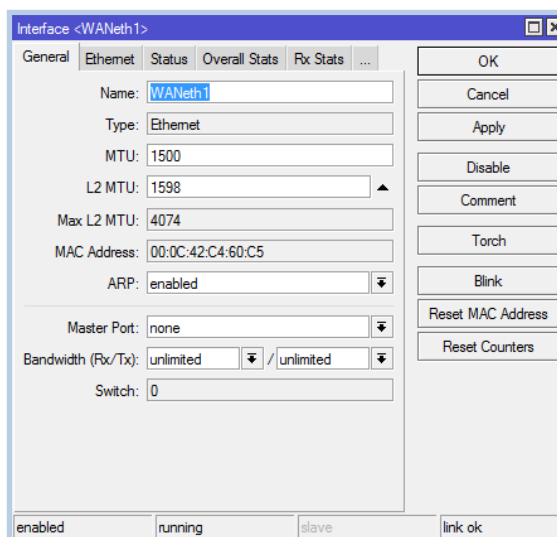 Interface <WANeth1>
General Ethernet Status Overall Stats Rx Stats ...
Name: WANeth1
Type: Ethernet
MTU: 1500
L2 MTU: 1598
Max L2 MTU: 4074
MAC Address: 00:0C:42:C4:60:C5
ARP: enabled
Master Port: none
Bandwidth (Rx/Tx): unlimited / unlimited
Switch: 0
OK
Cancel
Apply
Disable
Comment
Torch
Blink
Reset MAC Address
Reset Counters
enabled running slave link ok